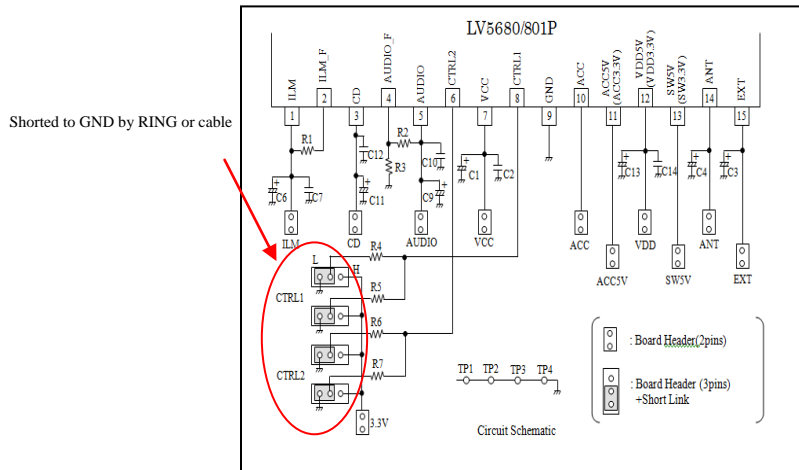 LV5680/801P
ILM
ILM_F
CD
AUDIO_F
AUDIO
CTRL2
VCC
CTRL1
GND
ACC
ACC5V
(ACC3.3V)
VDD5V
(VDD3.3V)
SW5V
(SW3.3V)
ANT
EXT
1
2
3
4
5
6
7
8
9
10
11
12
13
14
15
Shorted to GND by RING or cable
R1
C12
R2
R3
C10
C1
C2
C13
C14
C4
C3
C6
C7
C11
C9
ILM
CD
AUDIO
VCC
ACC
VDD
ANT
ACC5V
SW5V
EXT
L
H
R4
CTRL1
R5
R6
CTRL2
R7
3.3V
TP1 TP2 TP3 TP4
Circuit Schematic
: Board Header(2pins)
: Board Header (3pins)
+Short Link